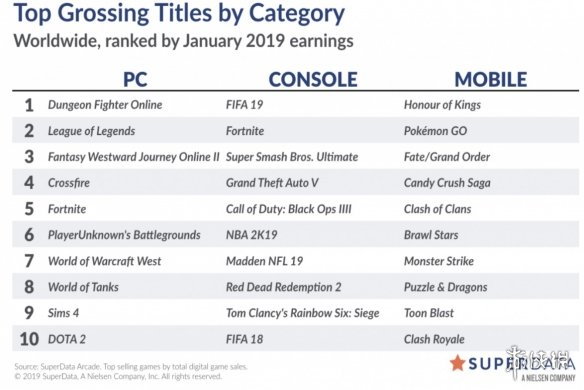 Top Grossing Titles by Category
Worldwide, ranked by January 2019 earnings
PC CONSOLE MOBILE
1 Dungeon Fighter Online FIFA 19 Honour of Kings
2 League of Legends Fortnite Pokémon GO
3 Fantasy Westward Journey Online II Super Smash Bros. Ultimate Fate/Grand Order
4 Crossfire Grand Theft Auto V Candy Crush Saga
5 Fortnite Call of Duty: Black Ops IIII Clash of Clans
6 PlayerUnknown's Battlegrounds NBA 2K19 Brawl Stars
7 World of Warcraft West Madden NFL 19 Monster Strike
8 World of Tanks Red Dead Redemption 2 Puzzle & Dragons
9 Sims 4 Tom Clancy's Rainbow Six: Siege Toon Blast
10 DOTA 2 FIFA 18 Clash Royale
Source: SuperData Arcade. Top selling games by total digital game sales.
© 2019 SuperData, A Nielsen Company, Inc. All rights reserved.
SUPERDATA
A NIELSEN COMPANY